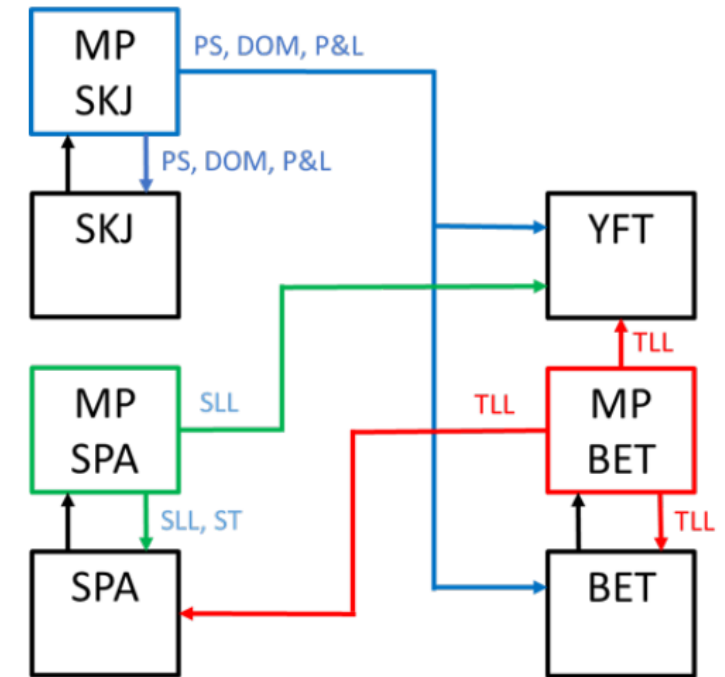 MP
SKJ
PS, DOM, P&L
PS, DOM, P&L
SKJ
YFT
TLL
MP
SPA
SLL
TLL
MP
BET
SLL, ST
TLL
SPA
BET